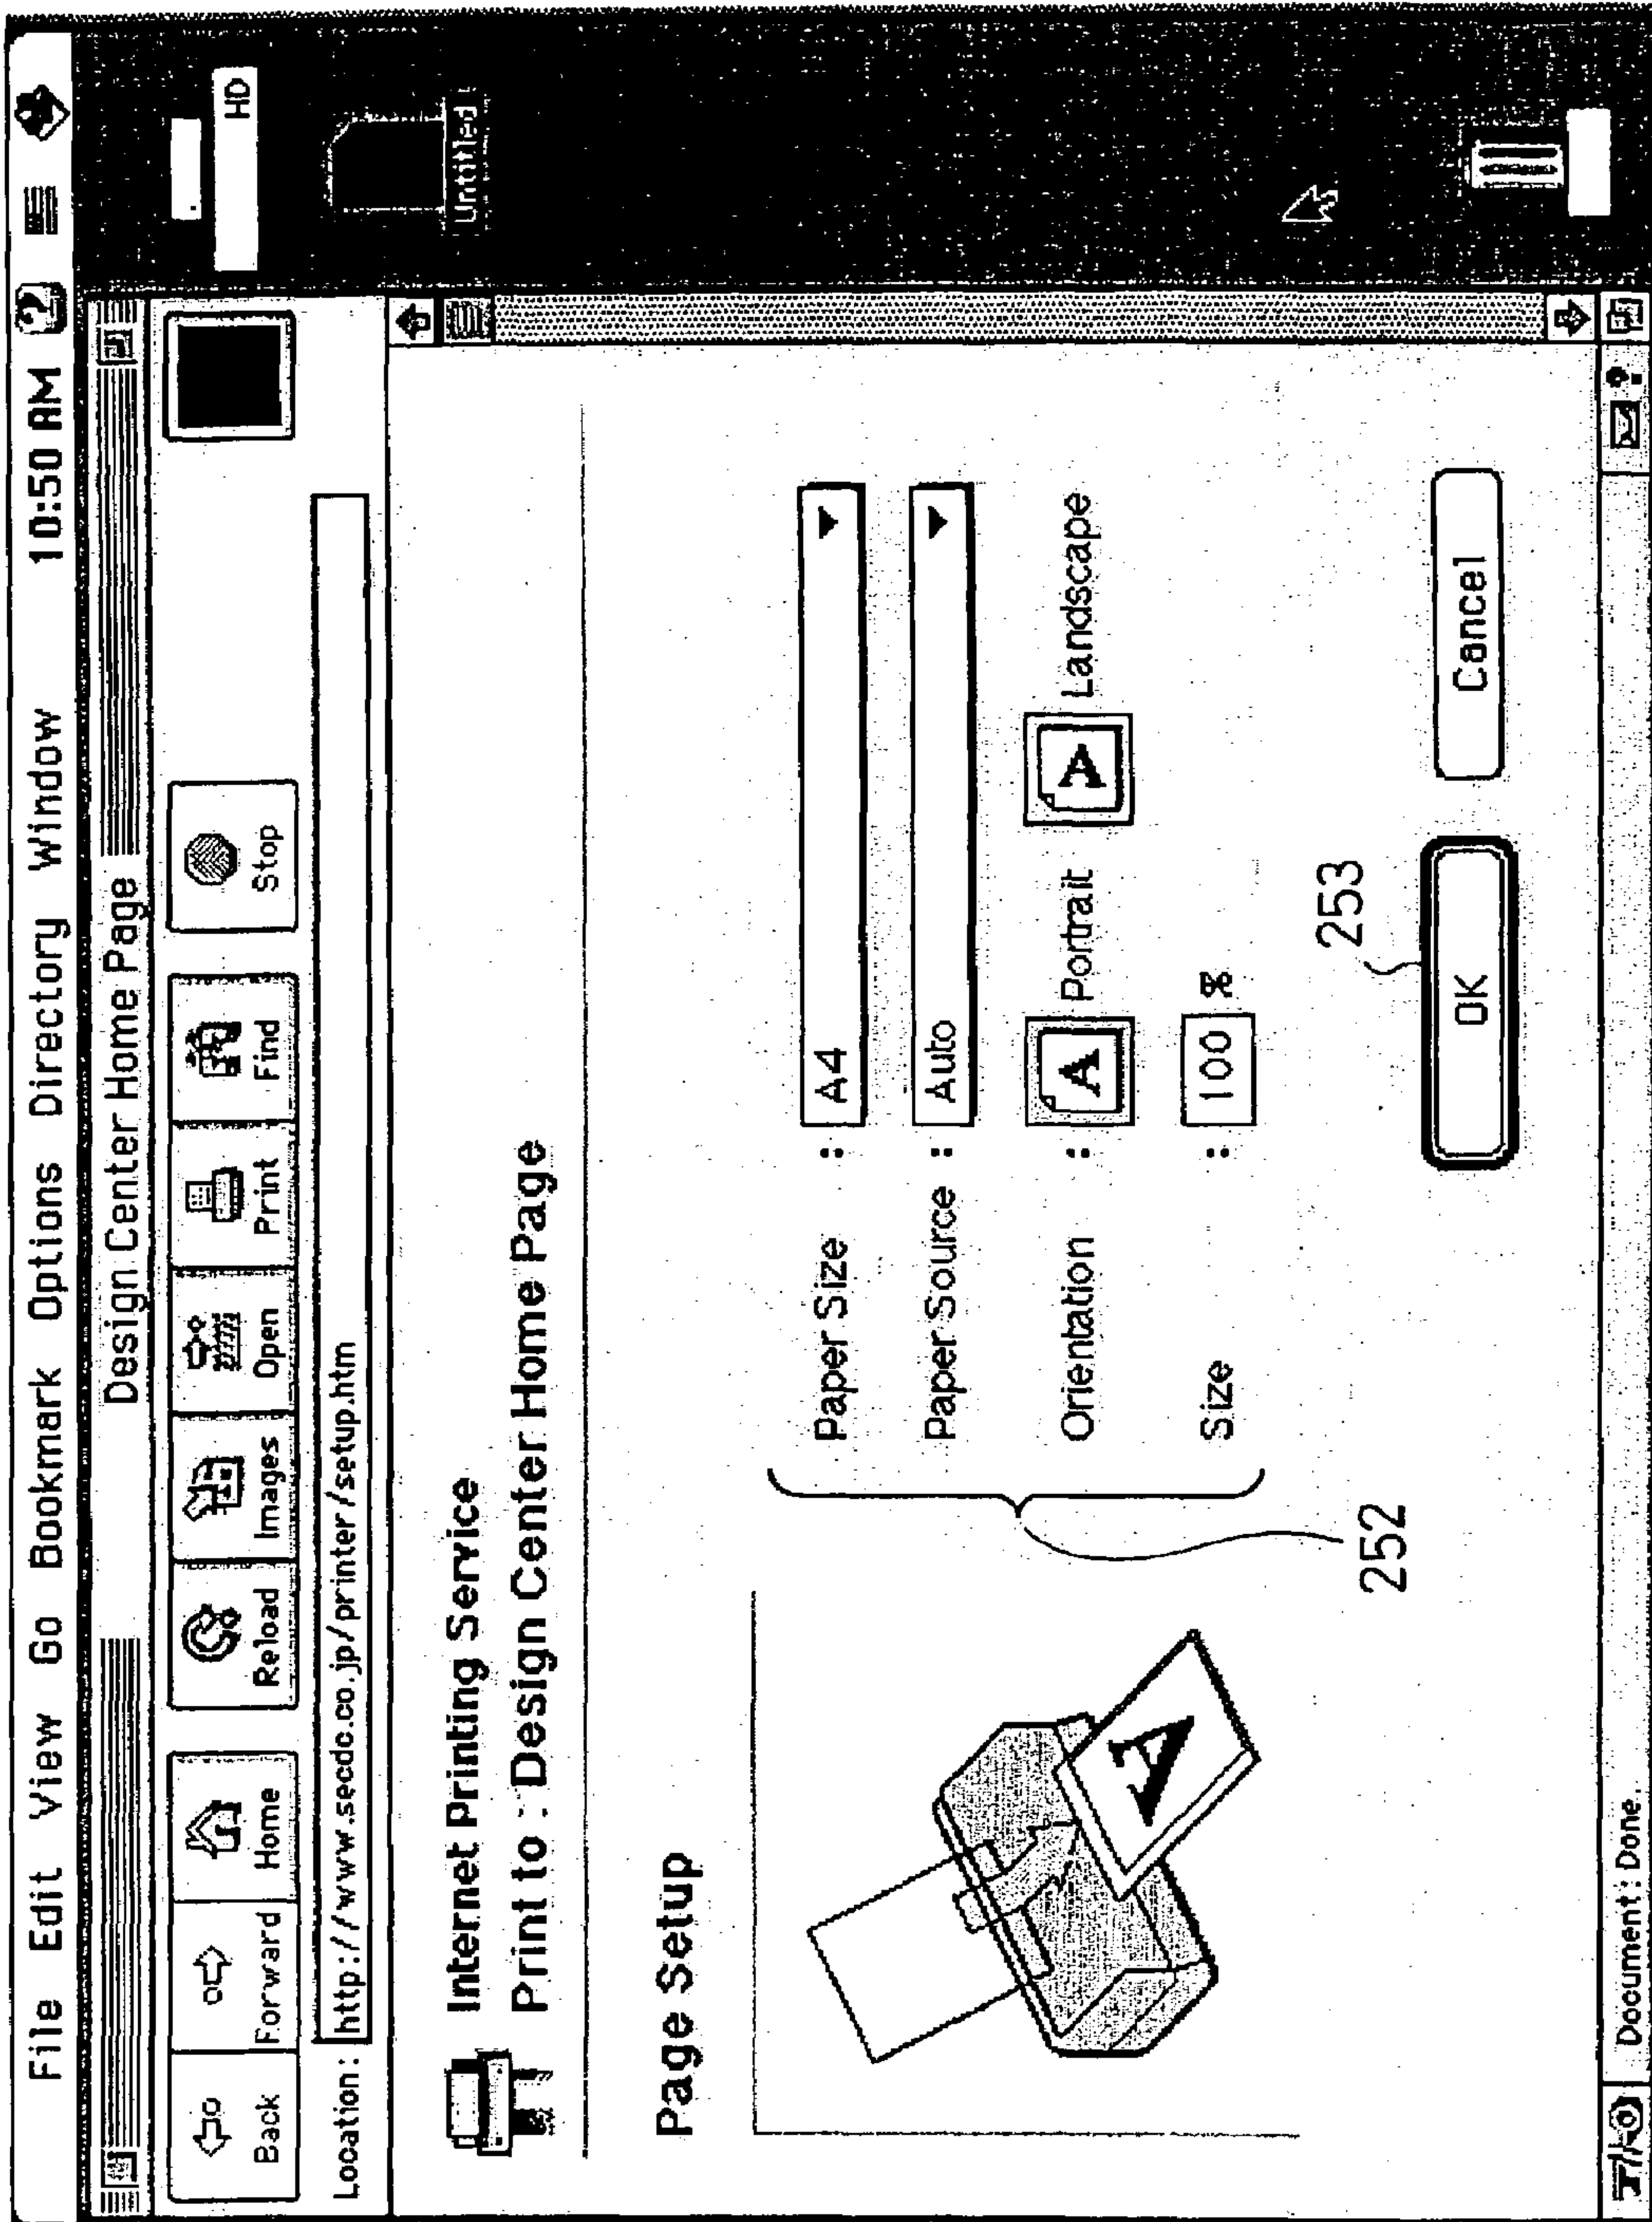 File Edit View Go Bookmark Options Directory Window 10:50 AM
Design Center Home Page
HD
Back Forward Home Reload Images Open Print Find Stop
Location: http://www.secdc.co.jp/printer/setup.htm
Untitled
Internet Printing Service
Print to : Design Center Home Page
Page Setup
Paper Size : A4
Paper Source : Auto
Orientation : A Portrait A Landscape
Size : 100 %
A
252
253
OK Cancel
Document: Done.